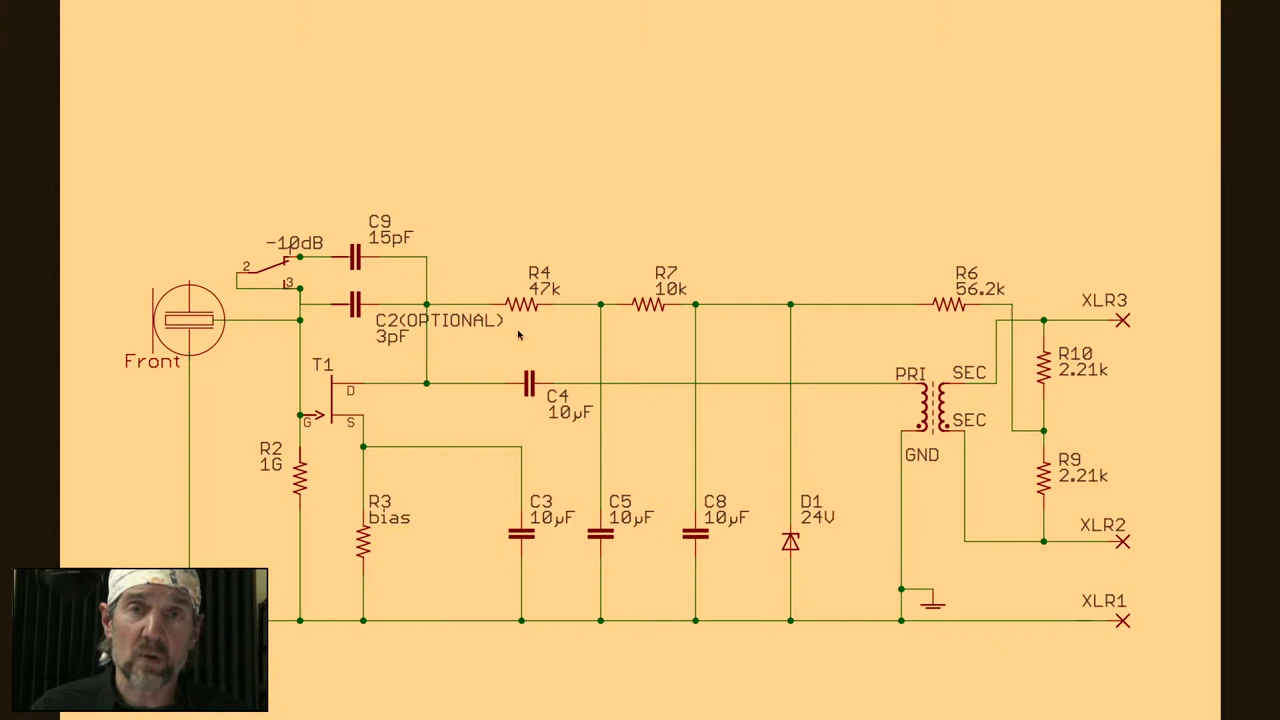 C9
15pF
-10dB
2
3
R4
47k
R7
10k
R6
56.2k
XLR3
C2(OPTIONAL)
3pF
Front
T1
D
G
S
C4
10µF
PRI
SEC
SEC
GND
R10
2.21k
R2
1G
R9
2.21k
R3
bias
C3
10µF
C5
10µF
C8
10µF
D1
24V
XLR2
XLR1